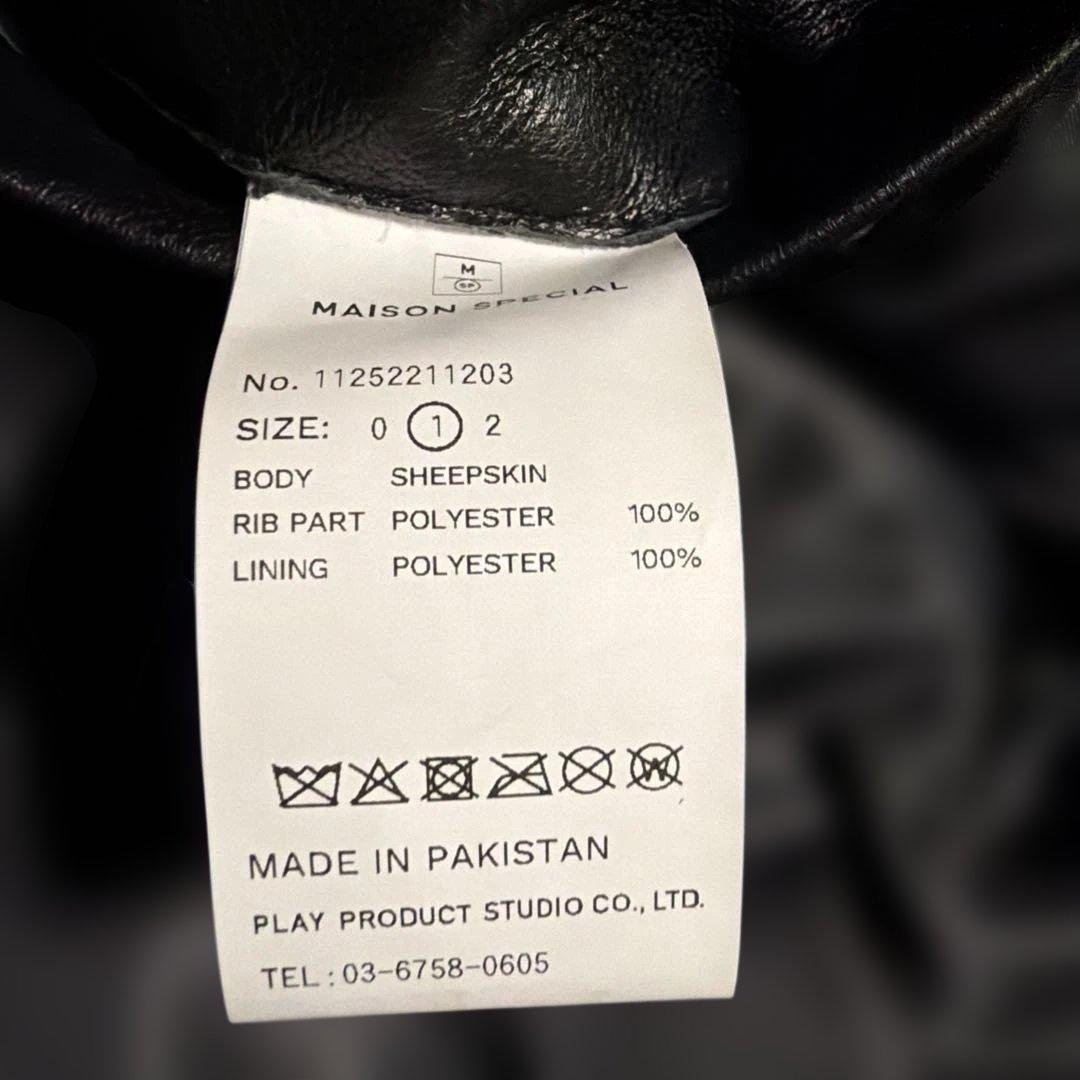 M
SP
MAISON SPECIAL
No. 11252211203
SIZE: 0 1 2
BODY SHEEPSKIN
RIB PART POLYESTER 100%
LINING POLYESTER 100%
W
MADE IN PAKISTAN
PLAY PRODUCT STUDIO CO., LTD.
TEL : 03-6758-0605